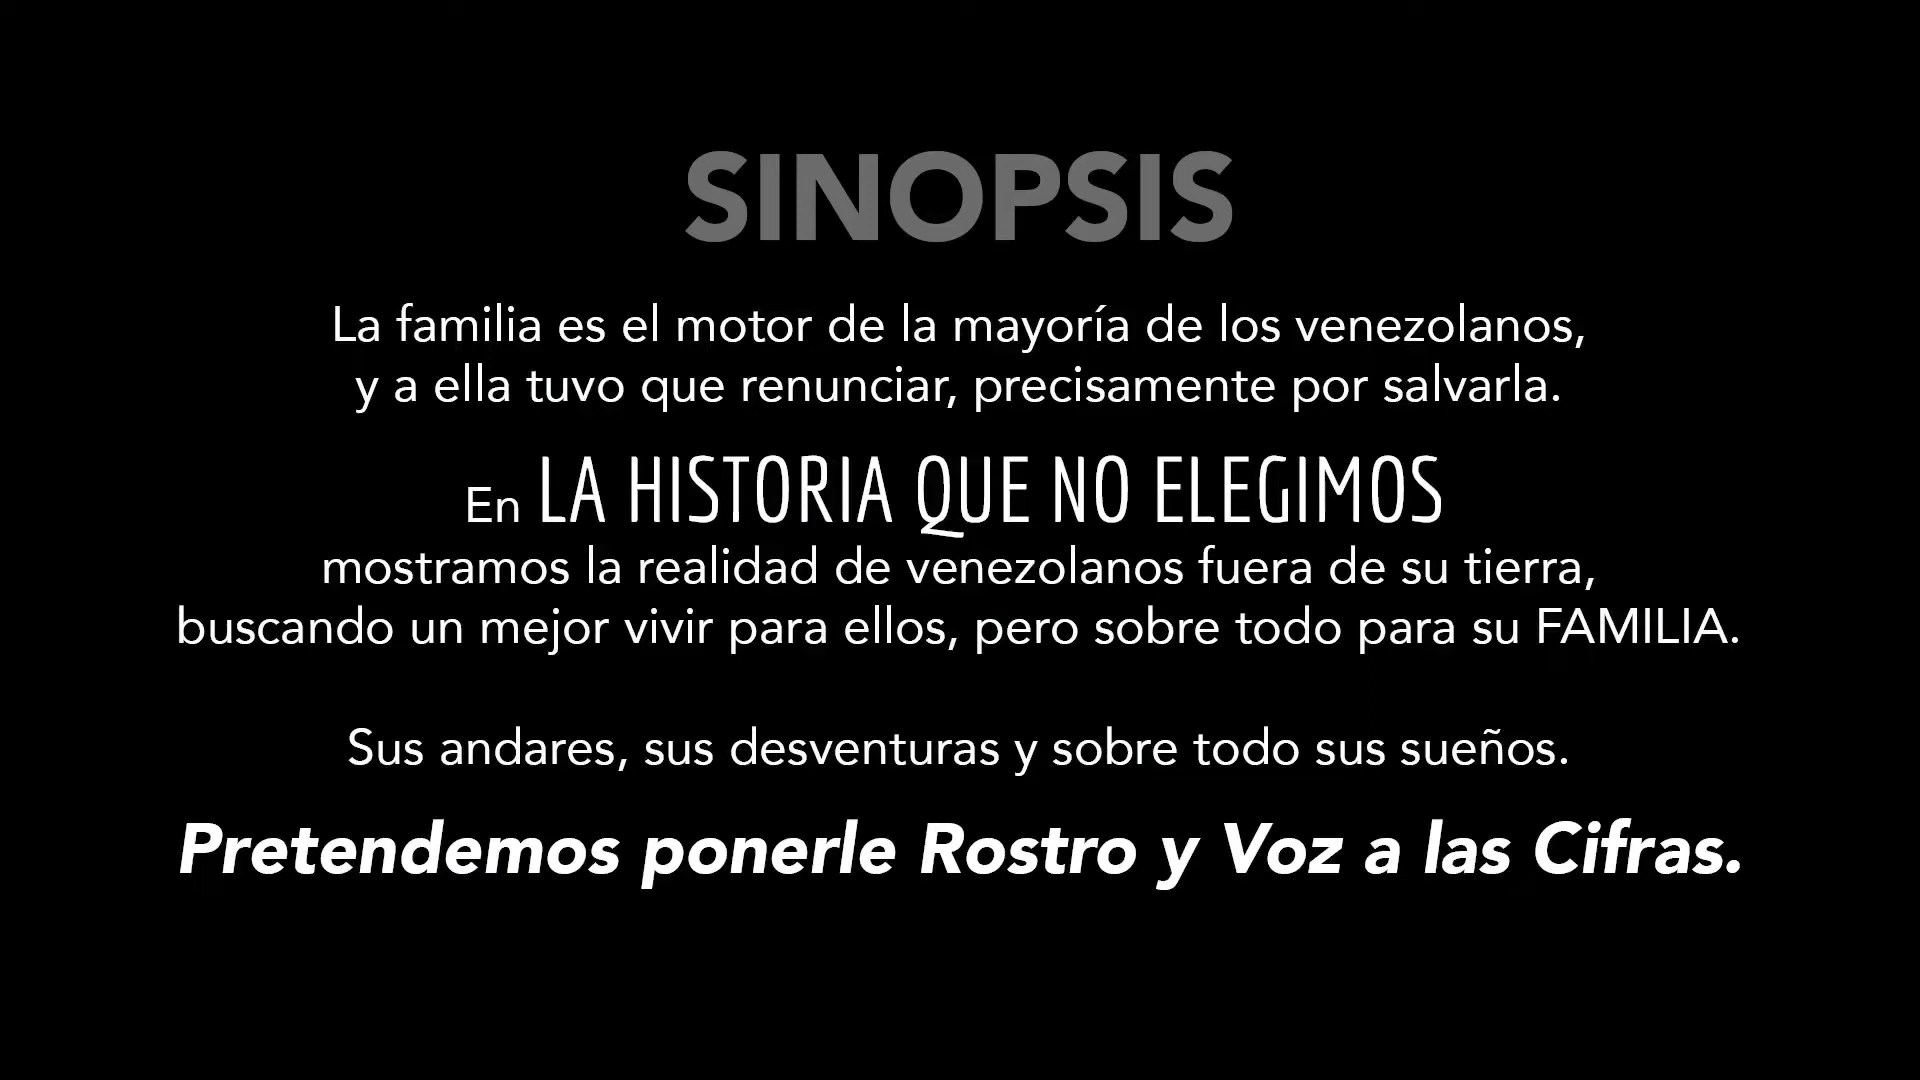 SINOPSIS
La familia es el motor de la mayoría de los venezolanos,
y a ella tuvo que renunciar, precisamente por salvarla.
En LA HISTORIA QUE NO ELEGIMOS
mostramos la realidad de venezolanos fuera de su tierra,
buscando un mejor vivir para ellos, pero sobre todo para su FAMILIA.
Sus andares, sus desventuras y sobre todo sus sueños.
Pretendemos ponerle Rostro y Voz a las Cifras.